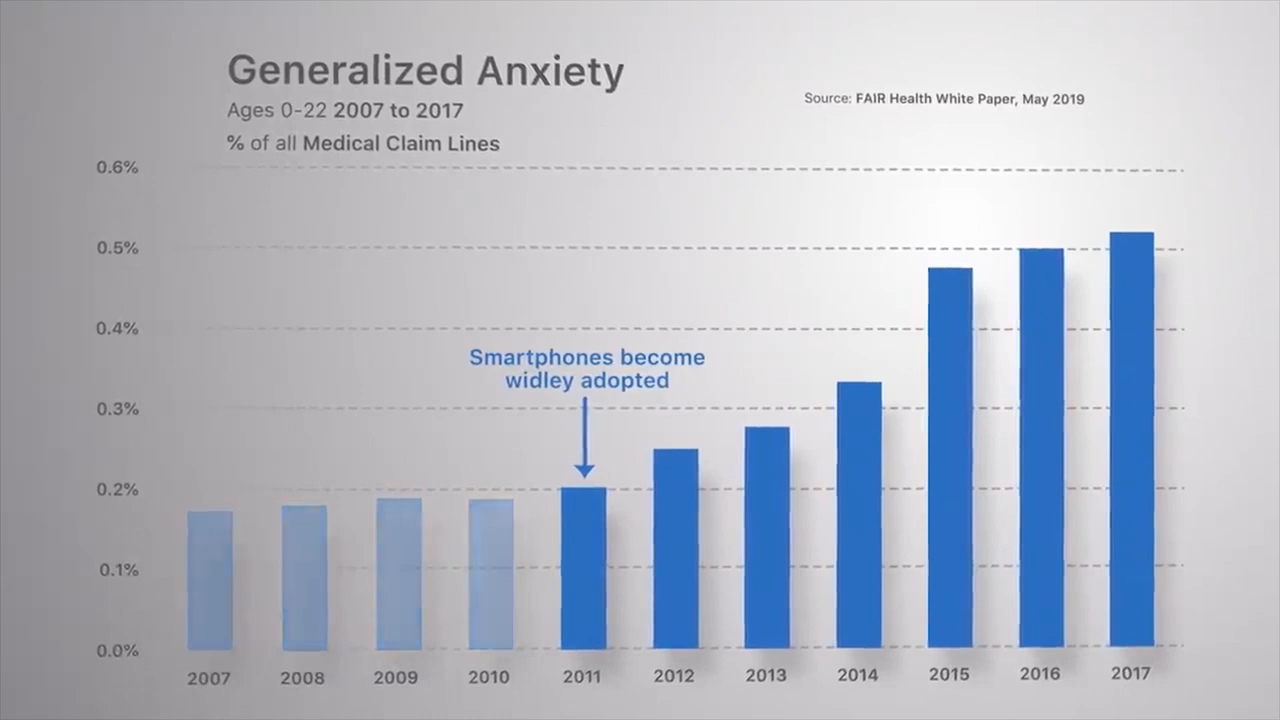 Generalized Anxiety
Ages 0-22 2007 to 2017
Source: FAIR Health White Paper, May 2019
% of all Medical Claim Lines
0.6%
0.5%
0.4%
Smartphones become
widley adopted
0.3%
0.2%
0.1%
0.0%
2007 2008 2009 2010 2011 2012 2013 2014 2015 2016 2017